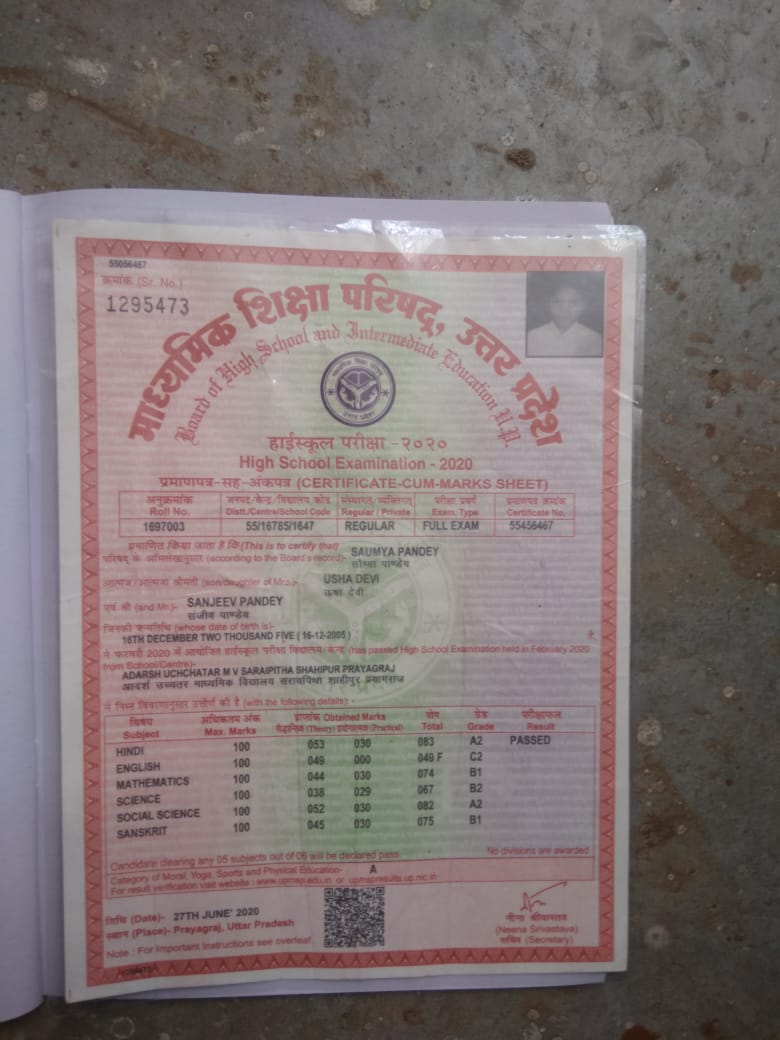 55056467
क्रमांक (Sr. No.)
1295473
माध्यमिक शिक्षा परिषद्, उत्तर प्रदेश
Board of High School and Intermediate Education U.P.
हाईस्कूल परीक्षा - २०२०
High School Examination - 2020
प्रमाणपत्र-सह-अंकपत्र (CERTIFICATE-CUM-MARKS SHEET)
अनुक्रमांक जनपद/केन्द्र/विद्यालय कोड संस्थागत/व्यक्तिगत परीक्षा प्रवर्ग प्रमाणपत्र क्रमांक
Roll No. Distt./Centre/School Code Regular / Private Exam. Type Certificate No.
1697003 55/16785/1647 REGULAR FULL EXAM 55456467
प्रमाणित किया जाता है कि (This is to certify that)
परिषद् के अभिलेखानुसार (according to the Board's record)- SAUMYA PANDEY
सौम्या पाण्डेय
आत्मज/आत्मजा श्रीमती (son/daughter of Mrs.)- USHA DEVI
ऊषा देवी
एवं श्री (and Mr.)- SANJEEV PANDEY
संजीव पाण्डेय
जिनकी जन्मतिथि (whose date of birth is)-
16TH DECEMBER TWO THOUSAND FIVE ( 16-12-2005 ) है,
ने फरवरी 2020 में आयोजित हाईस्कूल परीक्षा विद्यालय/केन्द्र (has passed High School Examination held in February 2020
from School/Centre)-
ADARSH UCHCHATAR M V SARAIPITHA SHAHIPUR PRAYAGRAJ
आदर्श उच्चतर माध्यमिक विद्यालय सरायपिथा शाहीपुर प्रयागराज
से निम्न विवरणानुसार उत्तीर्ण की है (with the following details): -
विषय अधिकतम अंक प्राप्तांक Obtained Marks योग ग्रेड परीक्षाफल
Subject Max. Marks सैद्धान्तिक (Theory) प्रयोगात्मक (Practical) Total Grade Result
HINDI 100 053 030 083 A2 PASSED
ENGLISH 100 049 000 049 F C2
MATHEMATICS 100 044 030 074 B1
SCIENCE 100 038 029 067 B2
SOCIAL SCIENCE 100 052 030 082 A2
SANSKRIT 100 045 030 075 B1
Candidate clearing any 05 subjects out of 06 will be declared pass. No divisions are awarded
Category of Moral, Yoga, Sports and Physical Education- A
For result verification visit website : www.upmsp.edu.in or upmspresults.up.nic.in
तिथि (Date)- 27TH JUNE' 2020
स्थान (Place)- Prayagraj, Uttar Pradesh
Note : For Important Instructions see overleaf.
नीना श्रीवास्तव
(Neena Srivastava)
सचिव (Secretary)